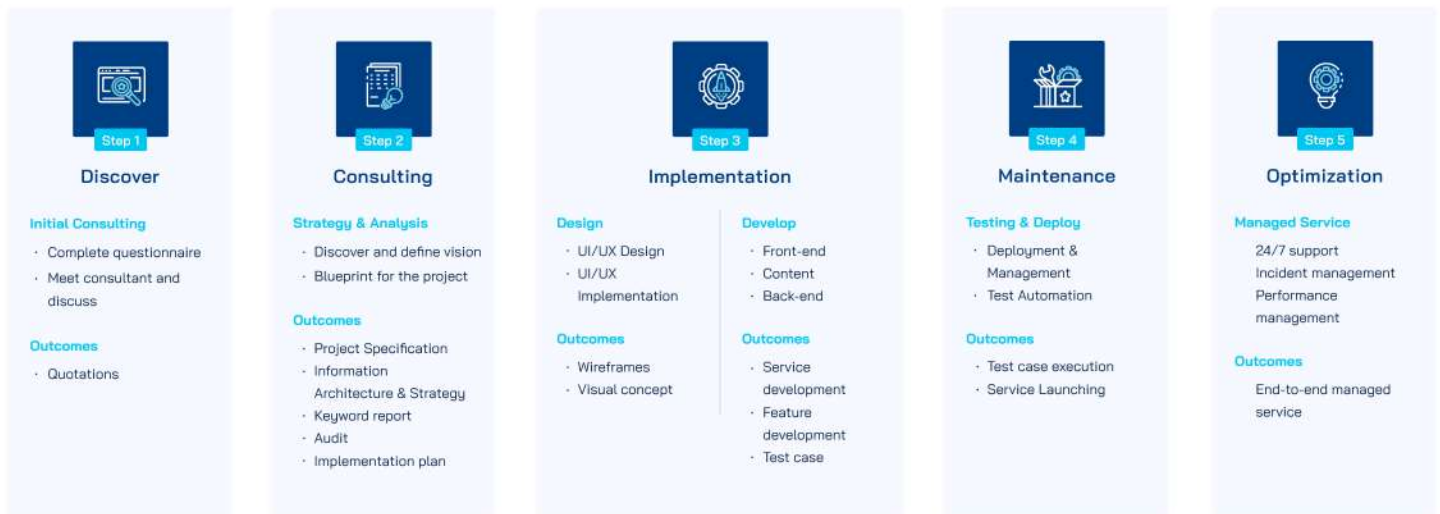 Step 1
Discover
Initial Consulting
· Complete questionnaire
· Meet consultant and
discuss
Outcomes
· Quotations
Step 2
Consulting
Strategy & Analysis
· Discover and define vision
· Blueprint for the project
Outcomes
· Project Specification
· Information
Architecture & Strategy
· Keyword report
· Audit
· Implementation plan
Step 3
Implementation
Design
· UI/UX Design
· UI/UX
Implementation
Outcomes
· Wireframes
· Visual concept
Develop
· Front-end
· Content
· Back-end
Outcomes
· Service
development
· Feature
development
· Test case
Step 4
Maintenance
Testing & Deploy
· Deployment &
Management
· Test Automation
Outcomes
· Test case execution
· Service Launching
Step 5
Optimization
Managed Service
24/7 support
Incident management
Performance
management
Outcomes
End-to-end managed
service